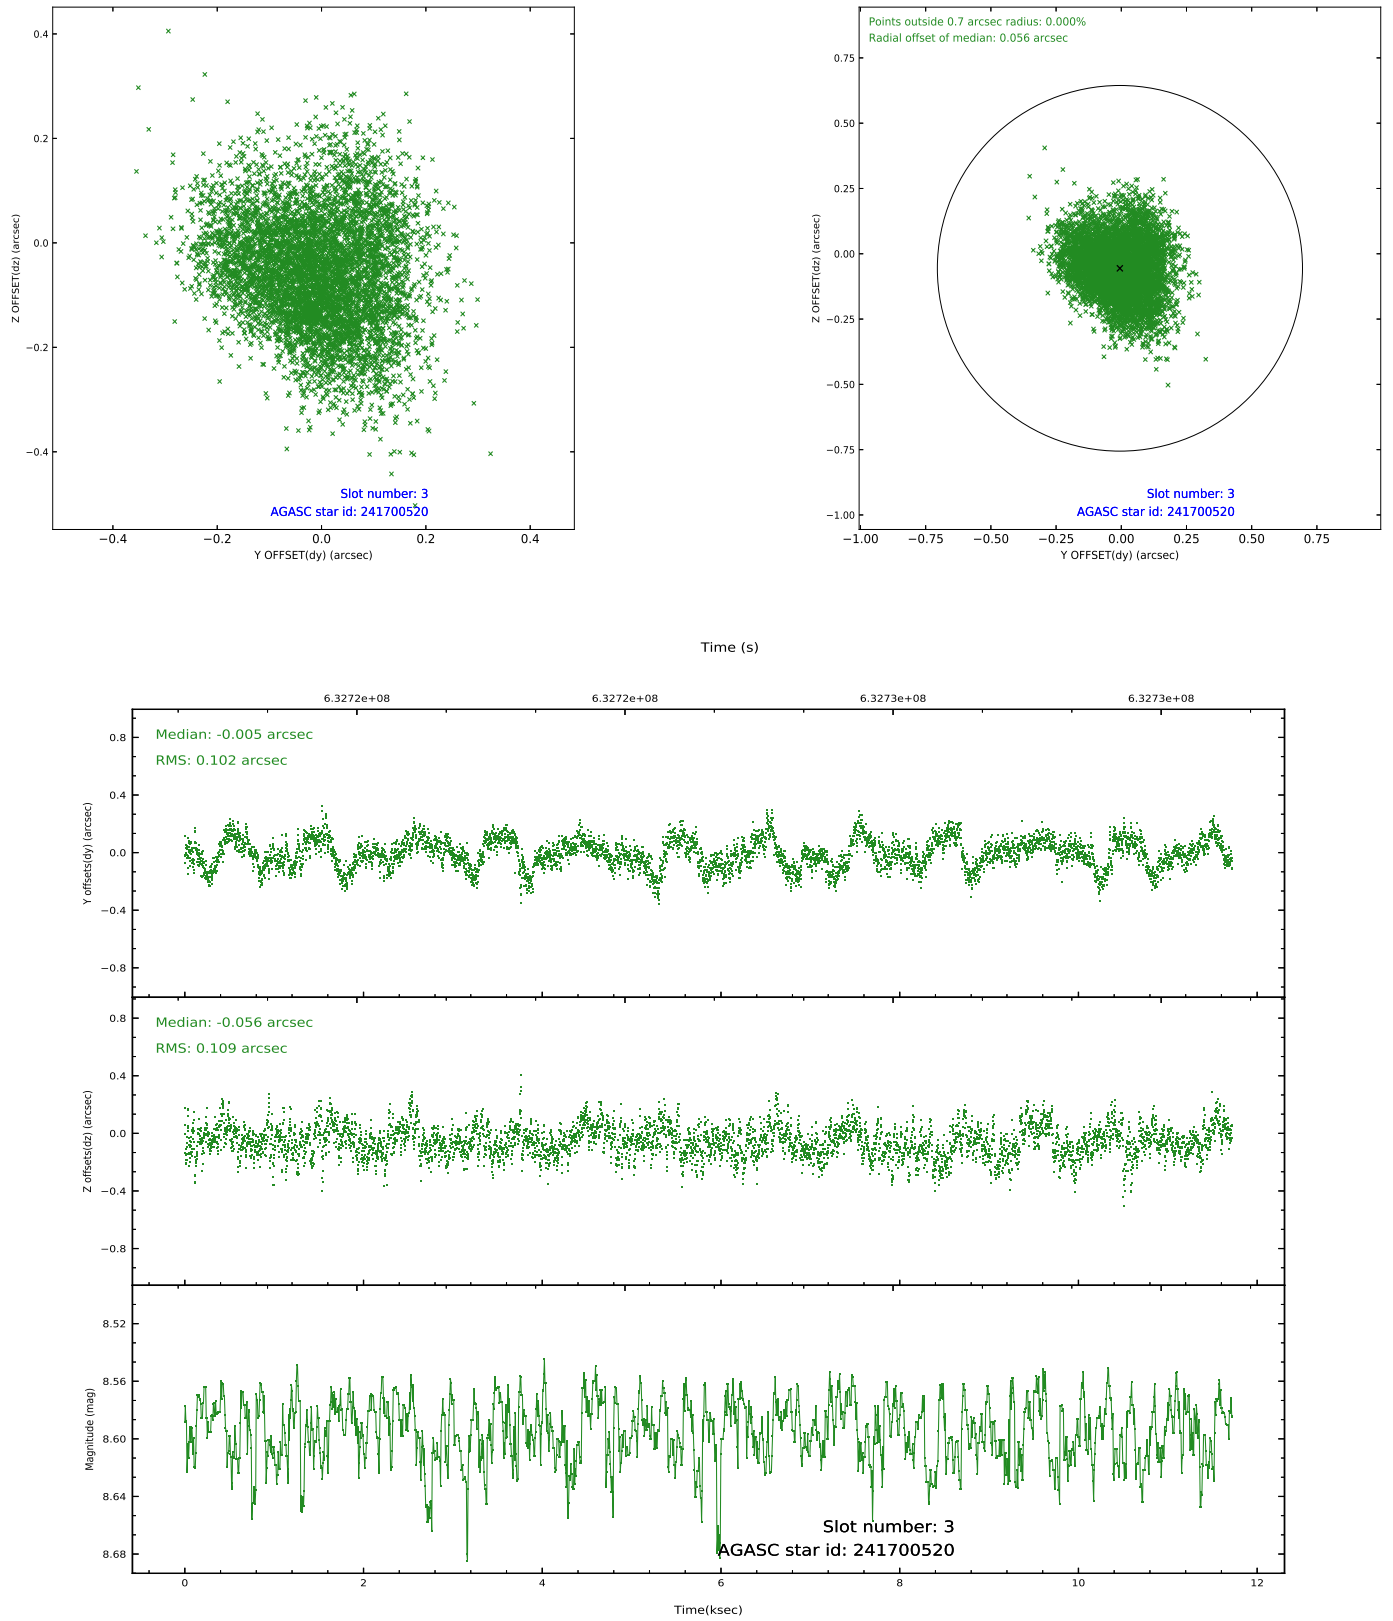 0.4
0.2
0.0
−0.2
−0.4
Z OFFSET(dz) (arcsec)
Slot number: 3
AGASC star id: 241700520
−0.4
−0.2
0.0
0.2
0.4
Y OFFSET(dy) (arcsec)
Points outside 0.7 arcsec radius: 0.000%
Radial offset of median: 0.056 arcsec
0.75
0.50
0.25
0.00
−0.25
−0.50
−0.75
−1.00
Z OFFSET(dz) (arcsec)
Slot number: 3
AGASC star id: 241700520
−1.00
−0.75
−0.50
−0.25
0.00
0.25
0.50
0.75
Y OFFSET(dy) (arcsec)
Time (s)
6.3272e+08
6.3272e+08
6.3273e+08
6.3273e+08
Median: -0.005 arcsec
RMS: 0.102 arcsec
0.8
0.4
0.0
−0.4
−0.8
Y offsets(dy) (arcsec)
Median: -0.056 arcsec
RMS: 0.109 arcsec
0.8
0.4
0.0
−0.4
−0.8
Z offsets(dz) (arcsec)
8.52
8.56
8.60
8.64
8.68
Magnitude (mag)
Slot number: 3
AGASC star id: 241700520
0
2
4
6
8
10
12
Time(ksec)